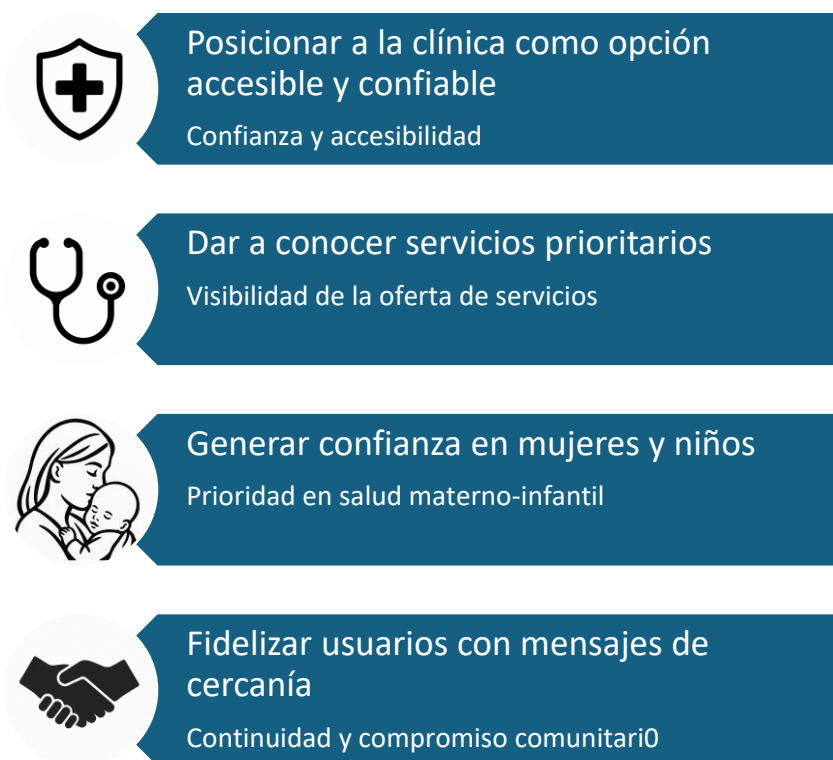 Posicionar a la clínica como opción
accesible y confiable
Confianza y accesibilidad
Dar a conocer servicios prioritarios
Visibilidad de la oferta de servicios
Generar confianza en mujeres y niños
Prioridad en salud materno-infantil
Fidelizar usuarios con mensajes de
cercanía
Continuidad y compromiso comunitari0